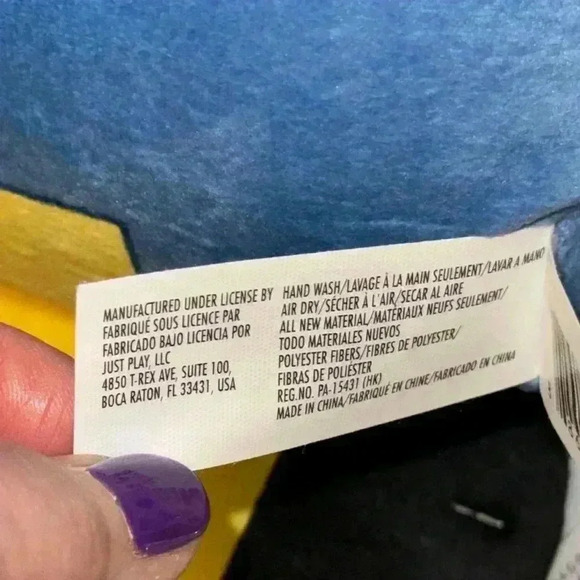 MANUFACTURED UNDER LICENSE BY
FABRIQUÉ SOUS LICENCE PAR
FABRICADO BAJO LICENCIA POR
JUST PLAY, LLC
4850 T-REX AVE, SUITE 100,
BOCA RATON, FL 33431, USA
HAND WASH/LAVAGE À LA MAIN SEULEMENT/LAVAR A MANO
AIR DRY/SÉCHER À L'AIR/SECAR AL AIRE
ALL NEW MATERIAL/MATÉRIAUX NEUFS SEULEMENT/
TODO MATERIALES NUEVOS
POLYESTER FIBERS/FIBRES DE POLYESTER/
FIBRAS DE POLIÉSTER
REG.NO. PA-15431 (HK)
MADE IN CHINA/FABRIQUÉ EN CHINE/FABRICADO EN CHINA